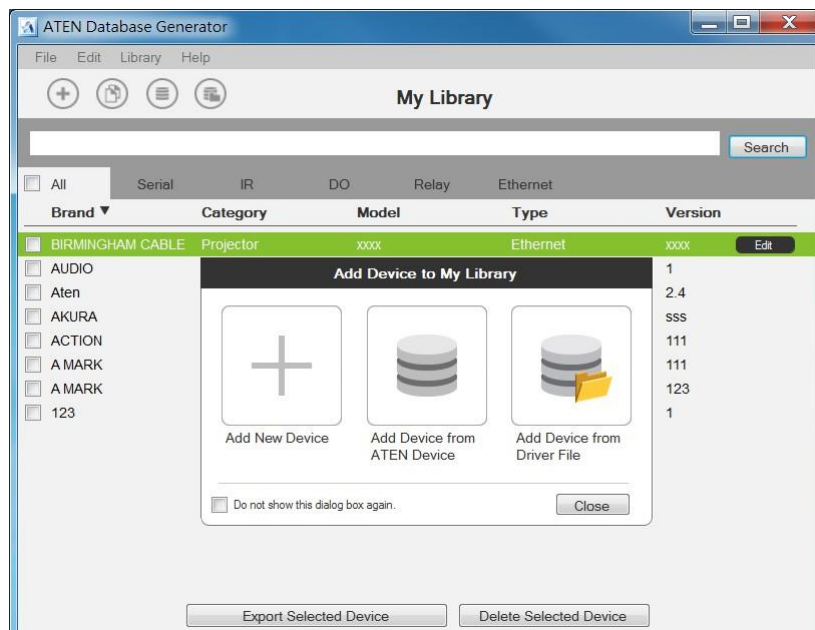 ATEN Database Generator
File Edit Library Help
My Library
Search
All Serial IR DO Relay Ethernet
Brand ▼ Category Model Type Version
BIRMINGHAM CABLE Projector xxxx Ethernet xxxx Edit
AUDIO 1
Aten 2.4
AKURA sss
ACTION 111
A MARK 111
A MARK 123
123 1
Add Device to My Library
Add New Device
Add Device from
ATEN Device
Add Device from
Driver File
Do not show this dialog box again.
Close
Export Selected Device
Delete Selected Device